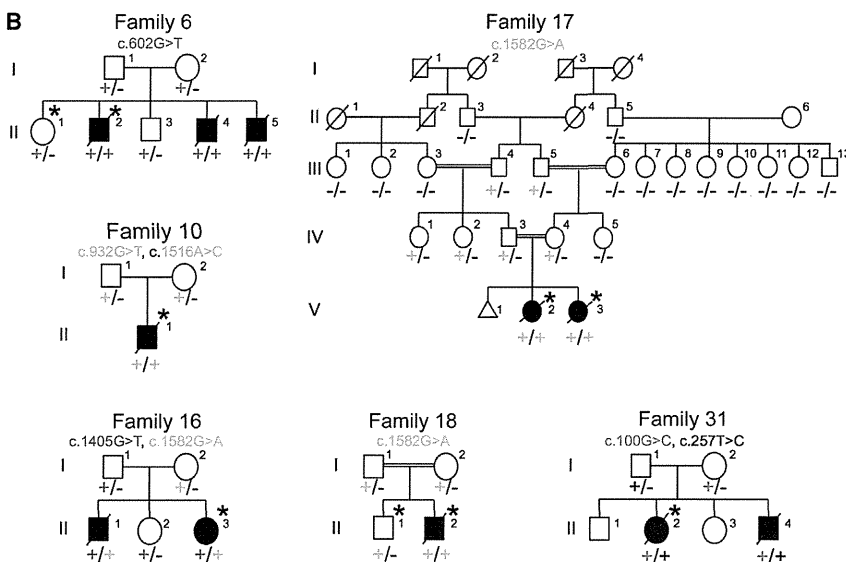 B
Family 6
c.602G>T
I
1 2
+/- +/-
II
* *
1 2 3 4 5
+/- +/+ +/+ +/+
Family 17
c.1582G>A
I
1 2 3 4
II
1 2 3 4 5 6
-/- -/-
III
1 2 3 4 5 6 7 8 9 10 11 12 13
-/- -/- -/- +/- +/- -/- -/- -/- -/- -/- -/- -/- -/-
IV
1 2 3 4 5
+/- +/- +/- +/- -/-
V
* *
1 2 3
+/+ +/+
Family 10
c.932G>T, c.1516A>C
I
1 2
+/- +/-
II
*
1
+/+
Family 16
c.1405G>T, c.1582G>A
I
1 2
+/- +/-
II
*
1 2 3
+/+ +/- +/+
Family 18
c.1582G>A
I
1 2
+/- +/-
II
* *
1 2
+/- +/+
Family 31
c.100G>C, c.257T>C
I
1 2
+/- +/-
II
*
1 2 3 4
+/+ +/+